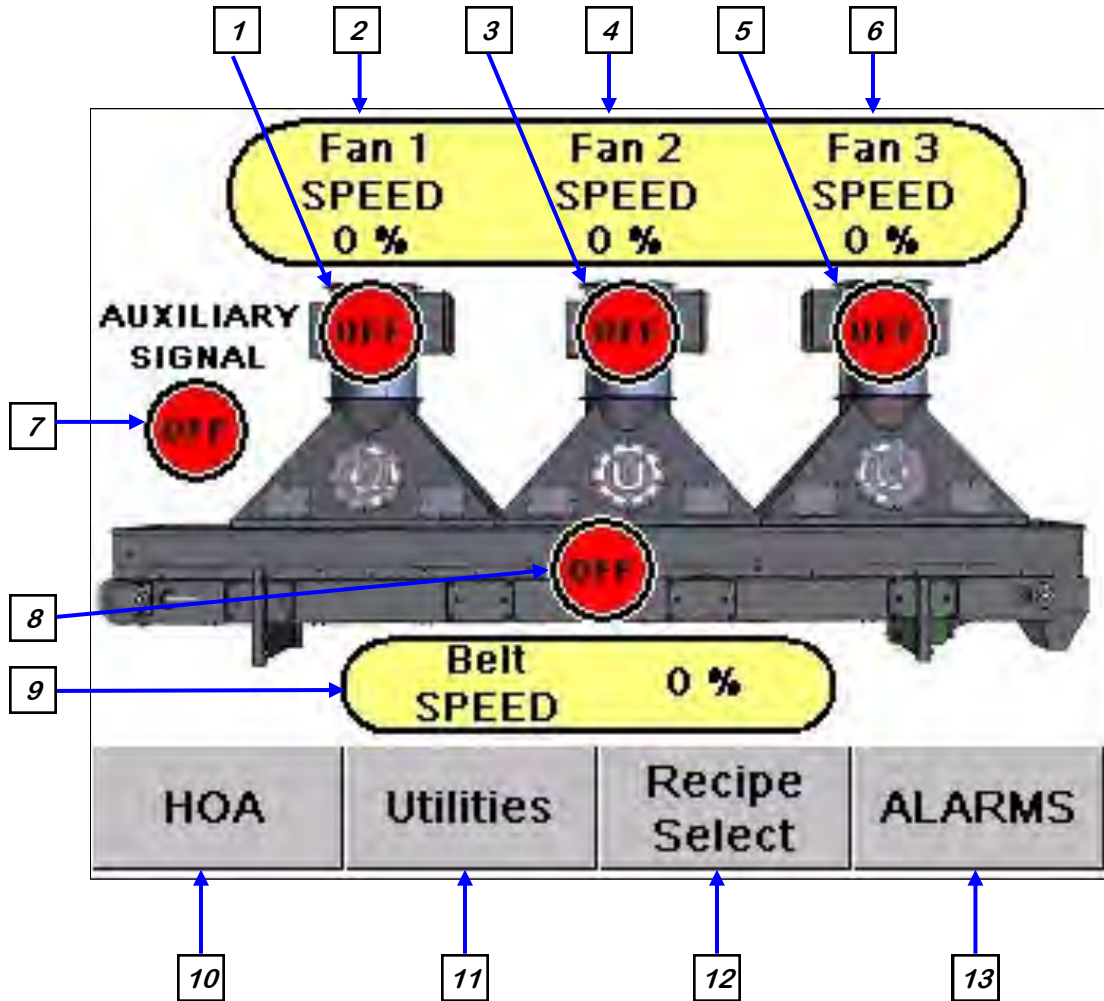 1 2 3 4 5 6
Fan 1 Fan 2 Fan 3
SPEED SPEED SPEED
0 % 0 % 0 %
OFF OFF OFF
AUXILIARY
SIGNAL
7 OFF
U U U
OFF
8
9
Belt
SPEED
0 %
HOA Utilities Recipe
Select ALARMS
10 11 12 13